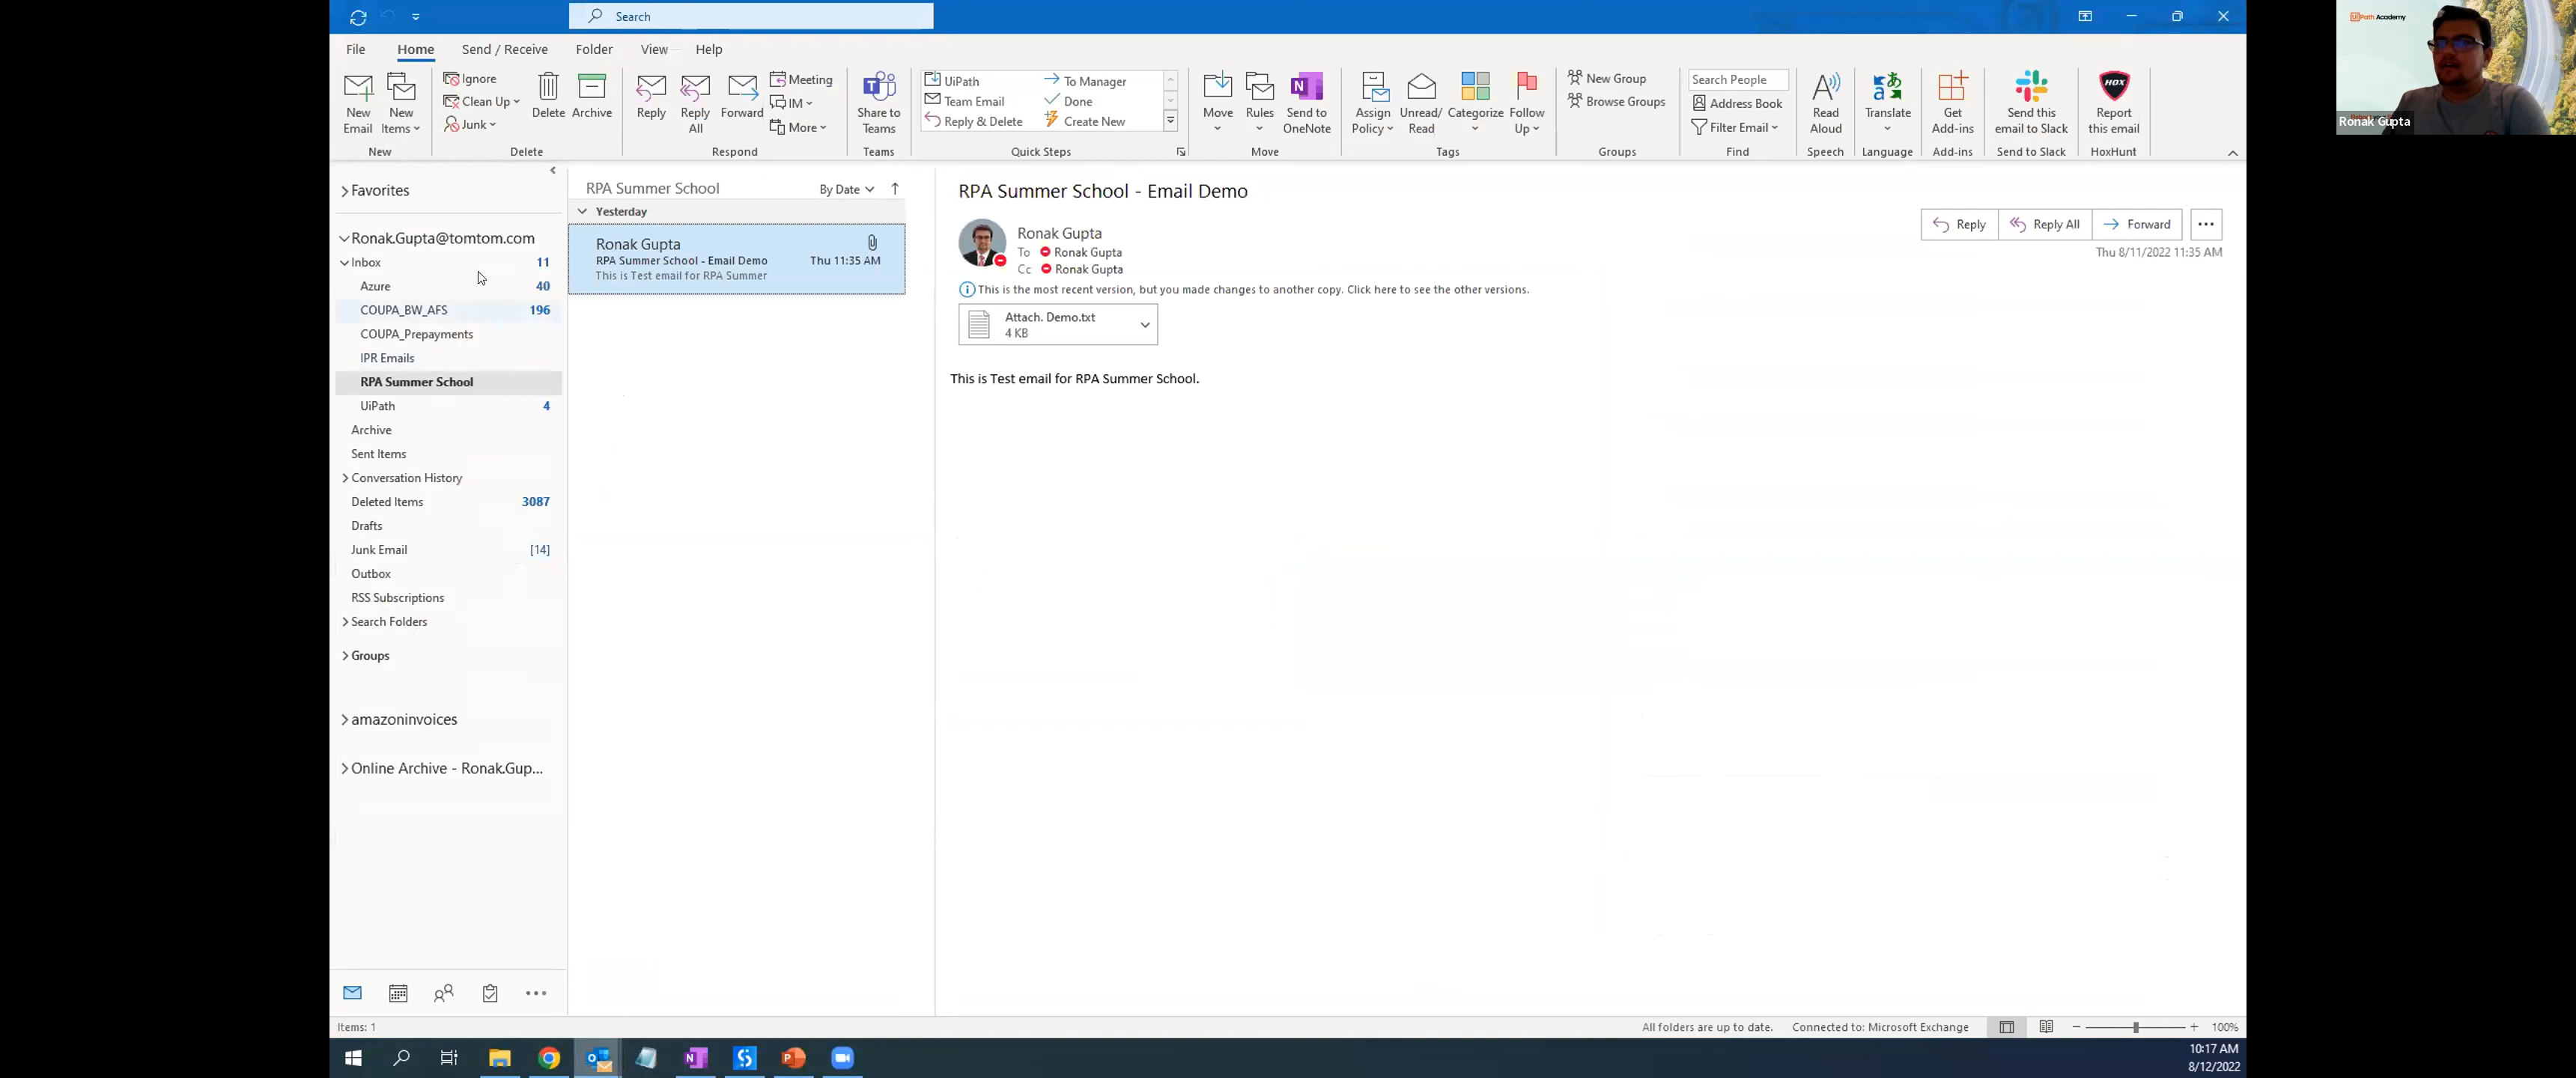 Search
File Home Send / Receive Folder View Help
New Email
New Items
New
Ignore
Clean Up
Junk
Delete
Archive
Delete
Reply
Reply All
Forward
Meeting
IM
More
Respond
Share to Teams
Teams
UiPath
Team Email
Reply & Delete
To Manager
Done
Create New
Quick Steps
Move
Rules
Send to OneNote
Move
Assign Policy
Unread/ Read
Categorize
Follow Up
Tags
New Group
Browse Groups
Groups
Search People
Address Book
Filter Email
Find
Read Aloud
Speech
Translate
Language
Get Add-ins
Add-ins
Send this email to Slack
Send to Slack
HOX
Report this email
HoxHunt
Favorites
Ronak.Gupta@tomtom.com
Inbox 11
Azure 40
COUPA_BW_AFS 196
COUPA_Prepayments
IPR Emails
RPA Summer School
UiPath 4
Archive
Sent Items
Conversation History
Deleted Items 3087
Drafts
Junk Email [14]
Outbox
RSS Subscriptions
Search Folders
Groups
amazoninvoices
Online Archive - Ronak.Gup...
RPA Summer School By Date
Yesterday
Ronak Gupta
RPA Summer School - Email Demo Thu 11:35 AM
This is Test email for RPA Summer
RPA Summer School - Email Demo
Ronak Gupta
To Ronak Gupta
Cc Ronak Gupta
Reply Reply All Forward
Thu 8/11/2022 11:35 AM
This is the most recent version, but you made changes to another copy. Click here to see the other versions.
Attach. Demo.txt
4 KB
This is Test email for RPA Summer School.
Items: 1
All folders are up to date. Connected to: Microsoft Exchange 100%
10:17 AM
8/12/2022
UiPath Academy
Ronak Gupta